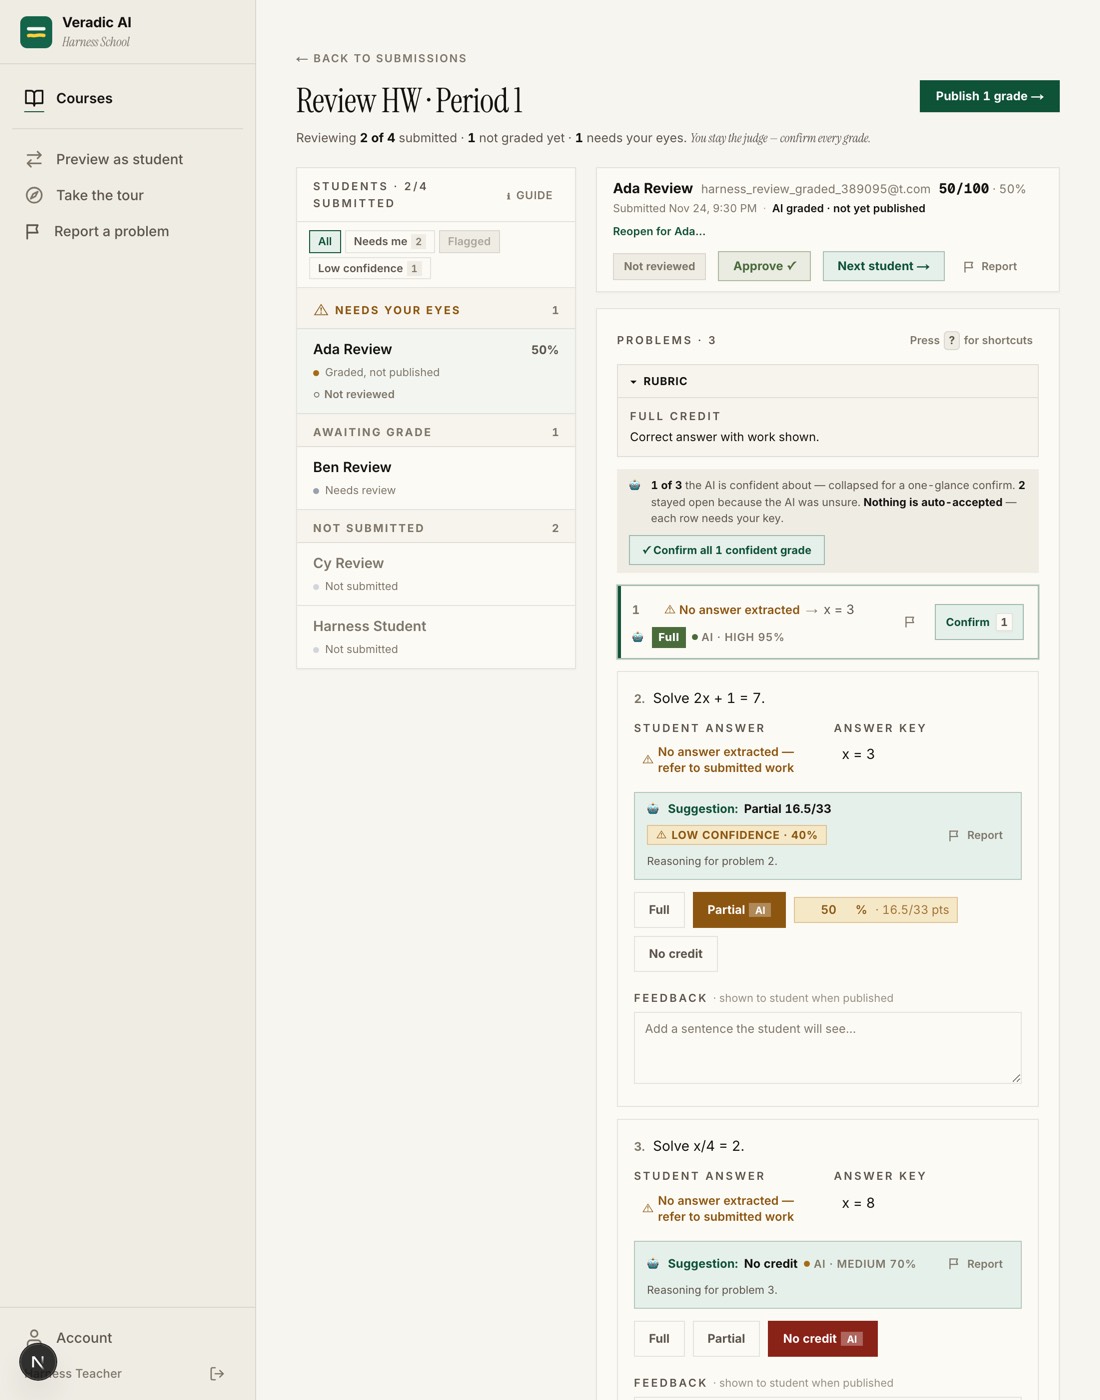 Veradic AI
Harness School
Courses
Preview as student
Take the tour
Report a problem
Account
ess Teacher
N
← BACK TO SUBMISSIONS
Review HW · Period 1
Publish 1 grade →
Reviewing 2 of 4 submitted · 1 not graded yet · 1 needs your eyes. You stay the judge — confirm every grade.
STUDENTS · 2/4
SUBMITTED
i GUIDE
All
Needs me 2
Flagged
Low confidence 1
⚠ NEEDS YOUR EYES 1
Ada Review 50%
Graded, not published
Not reviewed
AWAITING GRADE 1
Ben Review
Needs review
NOT SUBMITTED 2
Cy Review
Not submitted
Harness Student
Not submitted
Ada Review harness_review_graded_389095@t.com 50/100 · 50%
Submitted Nov 24, 9:30 PM · AI graded · not yet published
Reopen for Ada...
Not reviewed
Approve ✓
Next student →
Report
PROBLEMS · 3
Press ? for shortcuts
RUBRIC
FULL CREDIT
Correct answer with work shown.
1 of 3 the AI is confident about — collapsed for a one-glance confirm. 2
stayed open because the AI was unsure. Nothing is auto-accepted —
each row needs your key.
✓ Confirm all 1 confident grade
1 ⚠ No answer extracted → x = 3
Full AI · HIGH 95%
Confirm 1
2. Solve 2x + 1 = 7.
STUDENT ANSWER ANSWER KEY
⚠ No answer extracted —
refer to submitted work
x = 3
Suggestion: Partial 16.5/33
⚠ LOW CONFIDENCE · 40%
Report
Reasoning for problem 2.
Full
Partial AI
50 % · 16.5/33 pts
No credit
FEEDBACK · shown to student when published
Add a sentence the student will see...
3. Solve x/4 = 2.
STUDENT ANSWER ANSWER KEY
⚠ No answer extracted —
refer to submitted work
x = 8
Suggestion: No credit AI · MEDIUM 70%
Report
Reasoning for problem 3.
Full
Partial
No credit AI
FEEDBACK · shown to student when published